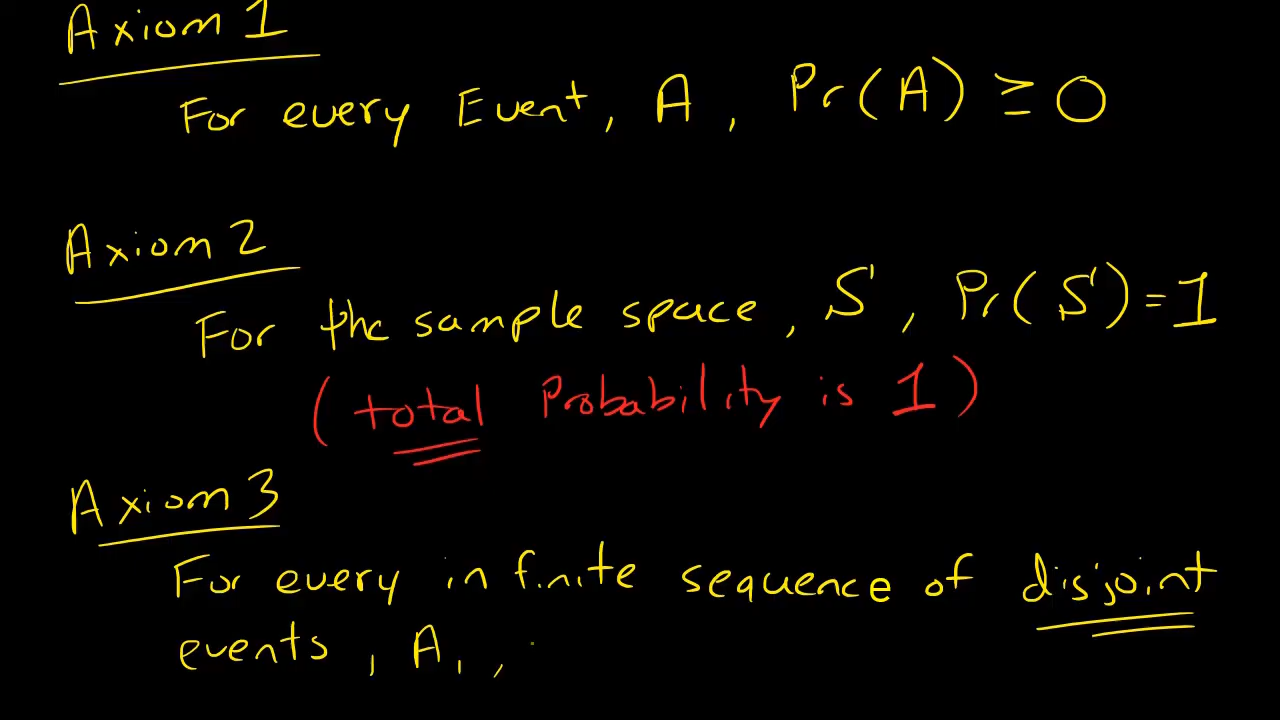 Axiom 1
For every Event, A, Pr(A) ≥ 0
Axiom 2
For the sample space, S, Pr(S) = 1
(total Probability is 1)
Axiom 3
For every infinite sequence of disjoint
events, A₁,